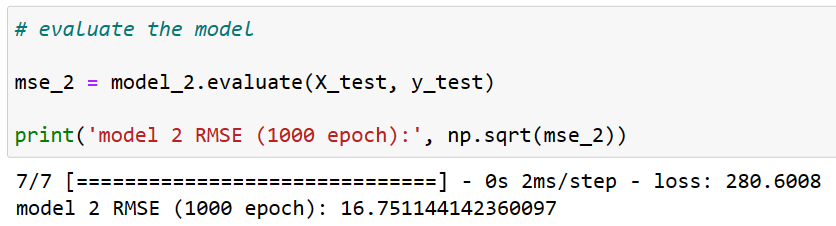 # evaluate the model
mse_2 = model_2.evaluate(X_test, y_test)
print('model 2 RMSE (1000 epoch):', np.sqrt(mse_2))
7/7 [==============================] - 0s 2ms/step - loss: 280.6008
model 2 RMSE (1000 epoch): 16.751144142360097